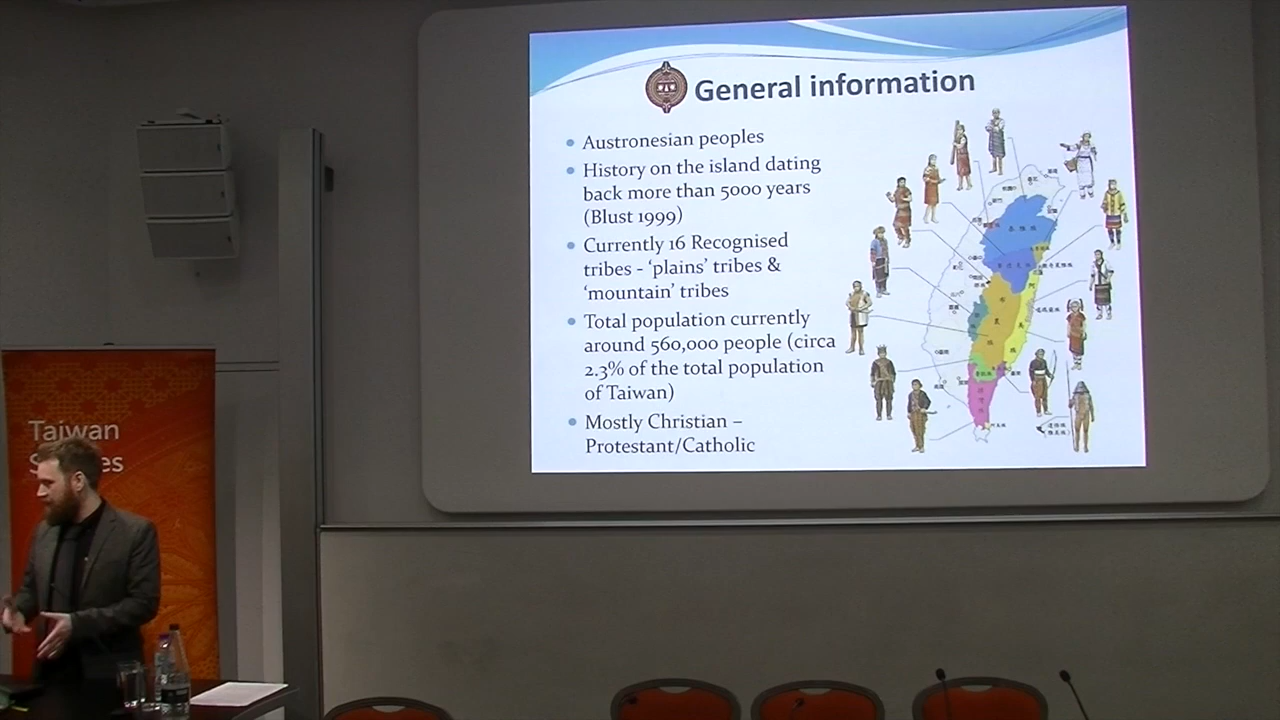 General information
Austronesian peoples
History on the island dating
back more than 5000 years
(Blust 1999)
Currently 16 Recognised
tribes - ‘plains’ tribes &
‘mountain’ tribes
Total population currently
around 560,000 people (circa
2.3% of the total population
of Taiwan)
Mostly Christian –
Protestant/Catholic
Taiwan